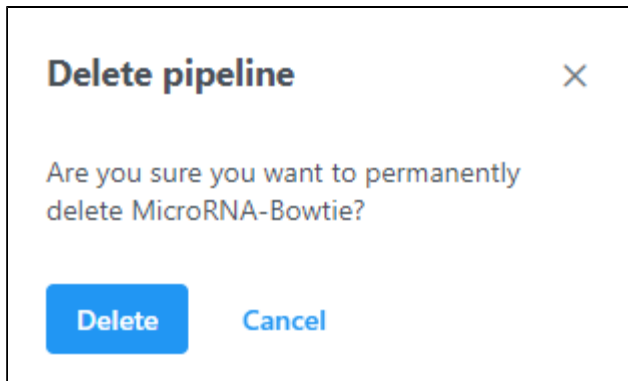 Delete pipeline
Are you sure you want to permanently
delete MicroRNA-Bowtie?
Delete Cancel